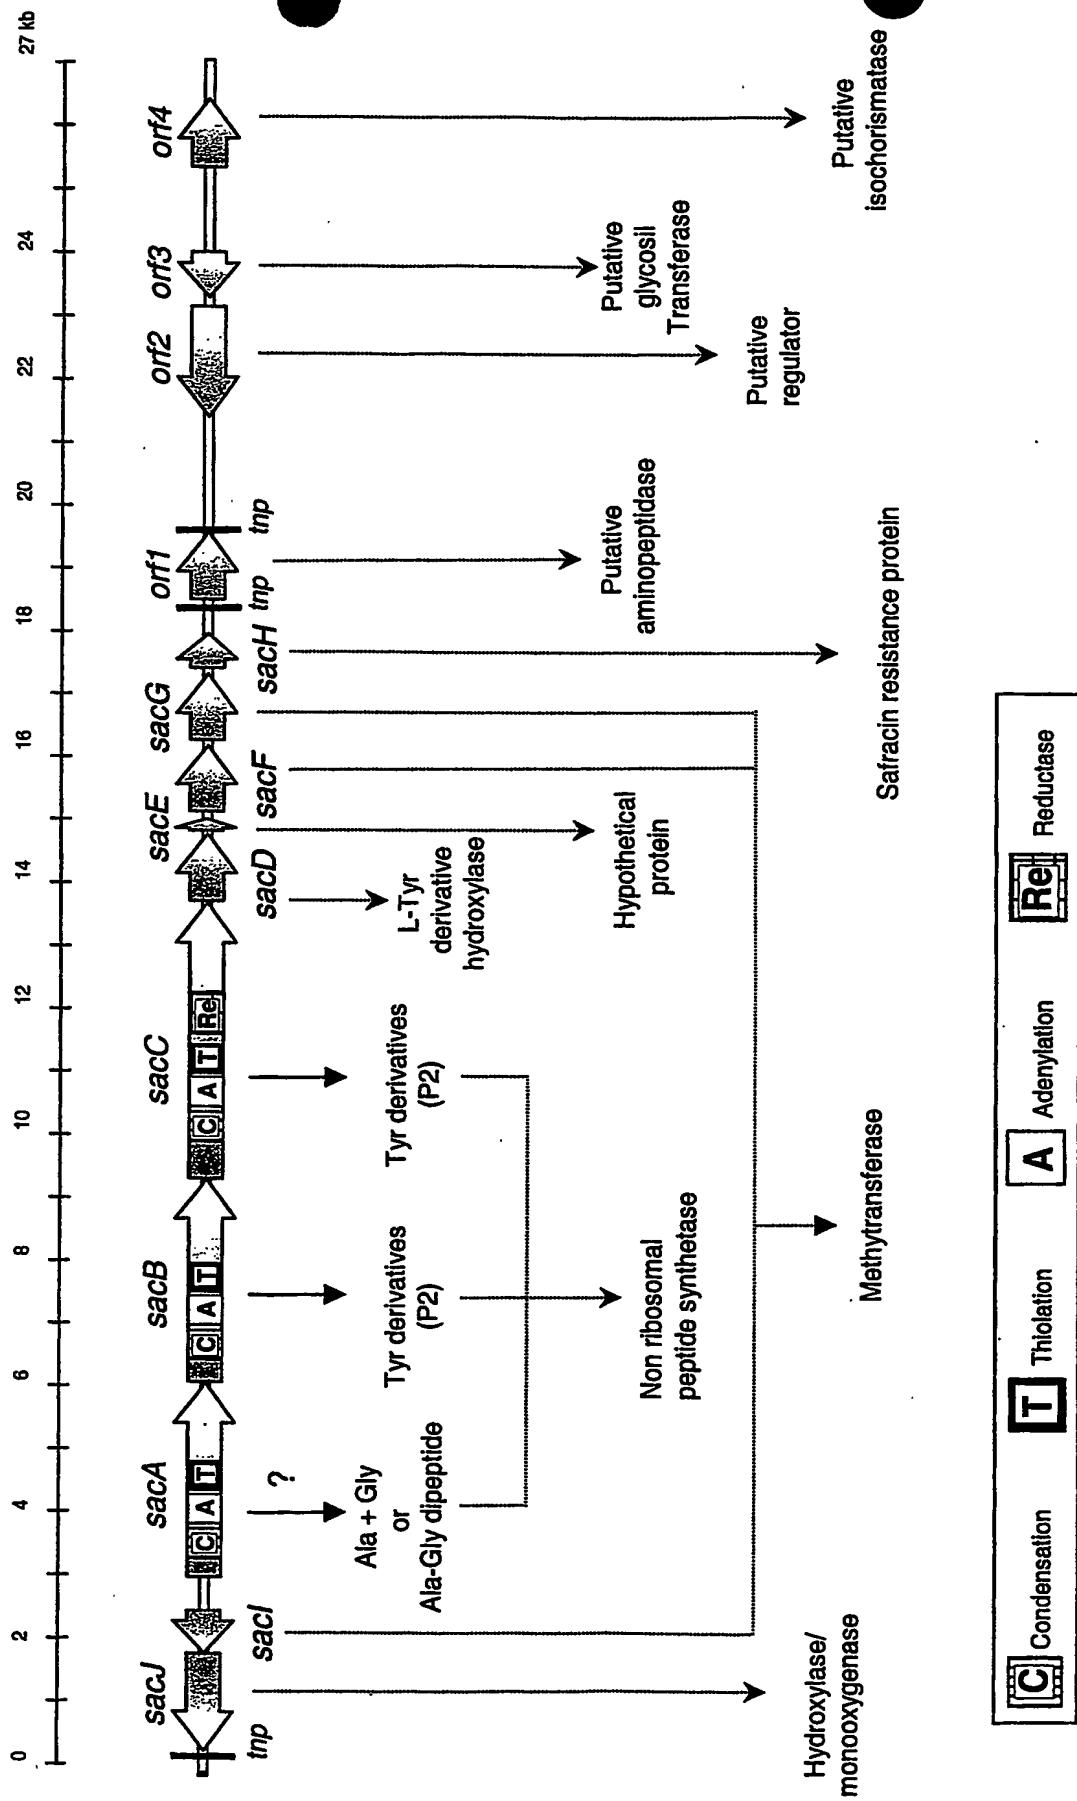 0 2 4 6 8 10 12 14 16 18 20 22 24 27 kb
sacJ sacA sacB sacC sacE sacG orf1 orf2 orf3 orf4
C A T C A T C A T Re
tnp sacI sacD sacF sacH tnp tnp
?
Ala + Gly
or
Ala-Gly dipeptide
Tyr derivatives
(P2)
Tyr derivatives
(P2)
L-Tyr
derivative
hydroxylase
Non ribosomal
peptide synthetase
Hypothetical
protein
Putative
aminopeptidase
Putative
glycosil
Transferase
Putative
regulator
Hydroxylase/
monooxygenase
Methytransferase
Safracin resistance protein
Putative
isochorismatase
C Condensation T Thiolation A Adenylation Re Reductase